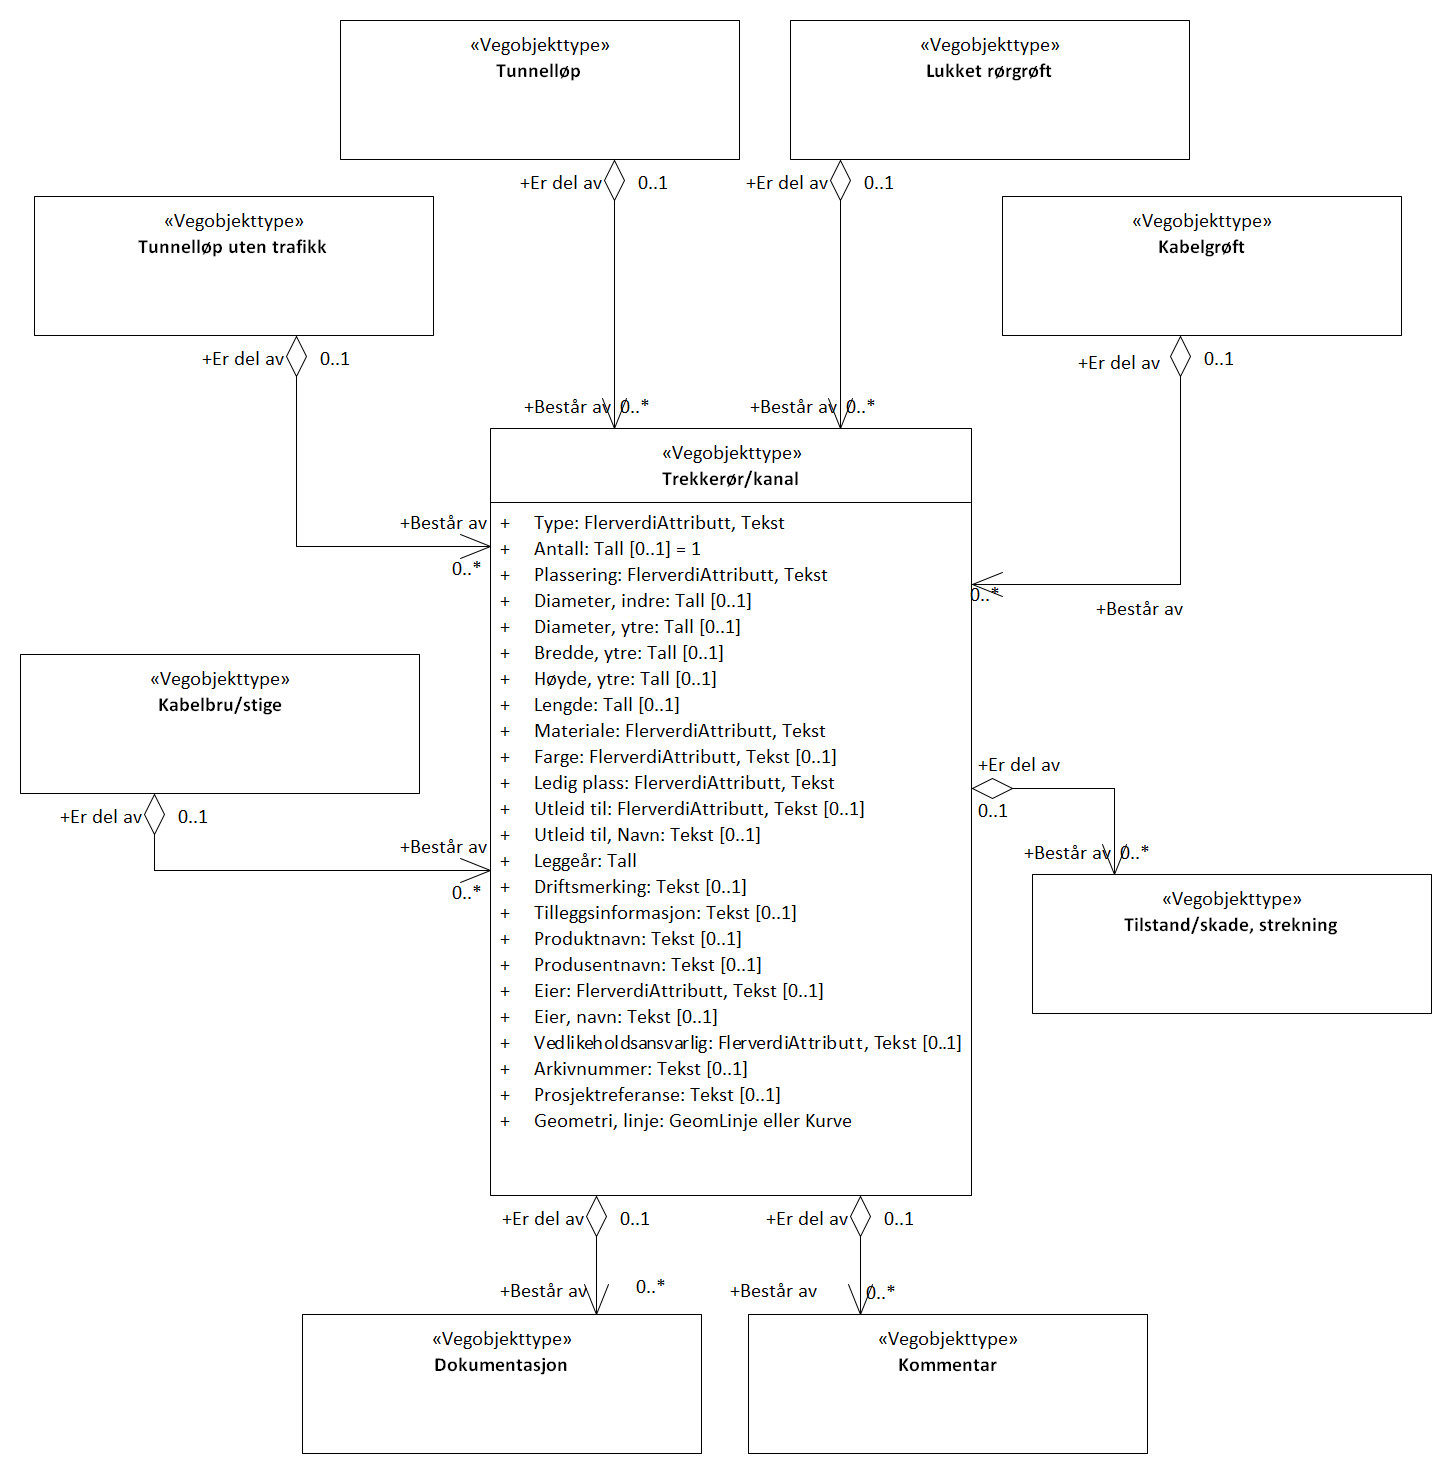 «Vegobjekttype»
Tunnelløp
«Vegobjekttype»
Lukket rørgrøft
+Er del av
0..1
+Er del av
0..1
«Vegobjekttype»
Tunnelløp uten trafikk
«Vegobjekttype»
Kabelgrøft
+Er del av
0..1
+Er del av
0..1
+Består av
0..*
+Består av
0..*
«Vegobjekttype»
Trekkerør/kanal
+ Type: FlerverdiAttributt, Tekst
+ Antall: Tall [0..1] = 1
+ Plassering: FlerverdiAttributt, Tekst
+ Diameter, indre: Tall [0..1]
+ Diameter, ytre: Tall [0..1]
+ Bredde, ytre: Tall [0..1]
+ Høyde, ytre: Tall [0..1]
+ Lengde: Tall [0..1]
+ Materiale: FlerverdiAttributt, Tekst
+ Farge: FlerverdiAttributt, Tekst [0..1]
+ Ledig plass: FlerverdiAttributt, Tekst
+ Utleid til: FlerverdiAttributt, Tekst [0..1]
+ Utleid til, Navn: Tekst [0..1]
+ Leggeår: Tall
+ Driftsmerking: Tekst [0..1]
+ Tilleggsinformasjon: Tekst [0..1]
+ Produktnavn: Tekst [0..1]
+ Produsentnavn: Tekst [0..1]
+ Eier: FlerverdiAttributt, Tekst [0..1]
+ Eier, navn: Tekst [0..1]
+ Vedlikeholdsansvarlig: FlerverdiAttributt, Tekst [0..1]
+ Arkivnummer: Tekst [0..1]
+ Prosjektreferanse: Tekst [0..1]
+ Geometri, linje: GeomLinje eller Kurve
+Består av
0..*
0..*
+Består av
«Vegobjekttype»
Kabelbru/stige
+Er del av
0..1
+Består av
0..*
+Er del av
0..1
+Består av
0..*
«Vegobjekttype»
Tilstand/skade, strekning
+Er del av
0..1
+Er del av
0..1
+Består av
0..*
+Består av
0..*
«Vegobjekttype»
Dokumentasjon
«Vegobjekttype»
Kommentar